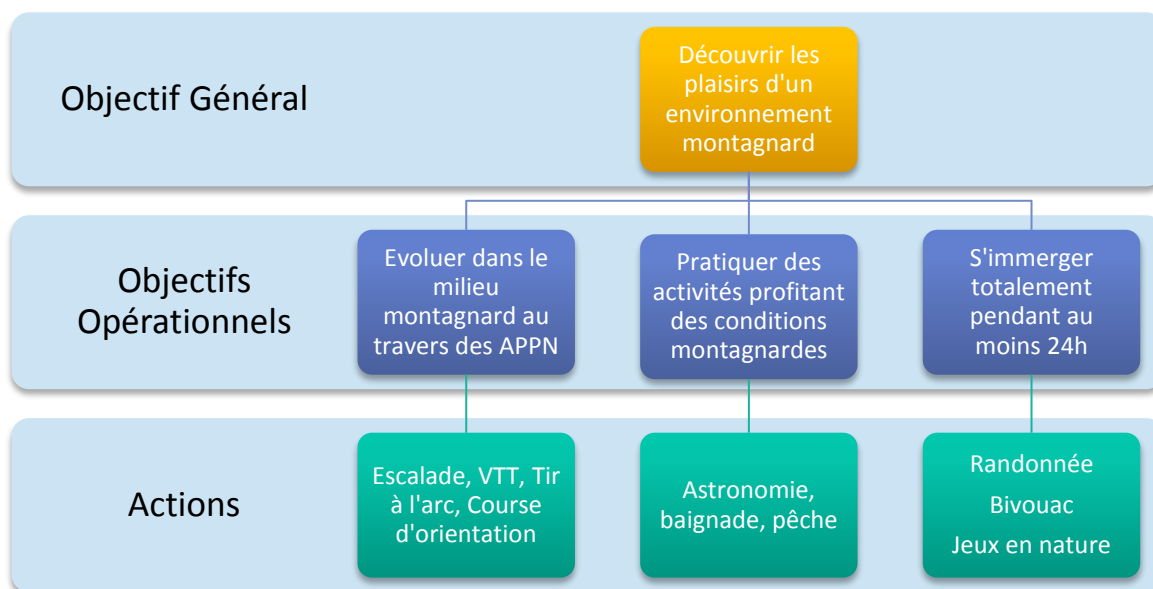 Objectif Général
Découvrir les
plaisirs d'un
environnement
montagnard
Objectifs
Opérationnels
Evoluer dans le
milieu
montagnard au
travers des APPN
Pratiquer des
activités profitant
des conditions
montagnardes
S'immerger
totalement
pendant au
moins 24h
Actions
Escalade, VTT, Tir
à l'arc, Course
d'orientation
Astronomie,
baignade, pêche
Randonnée
Bivouac
Jeux en nature